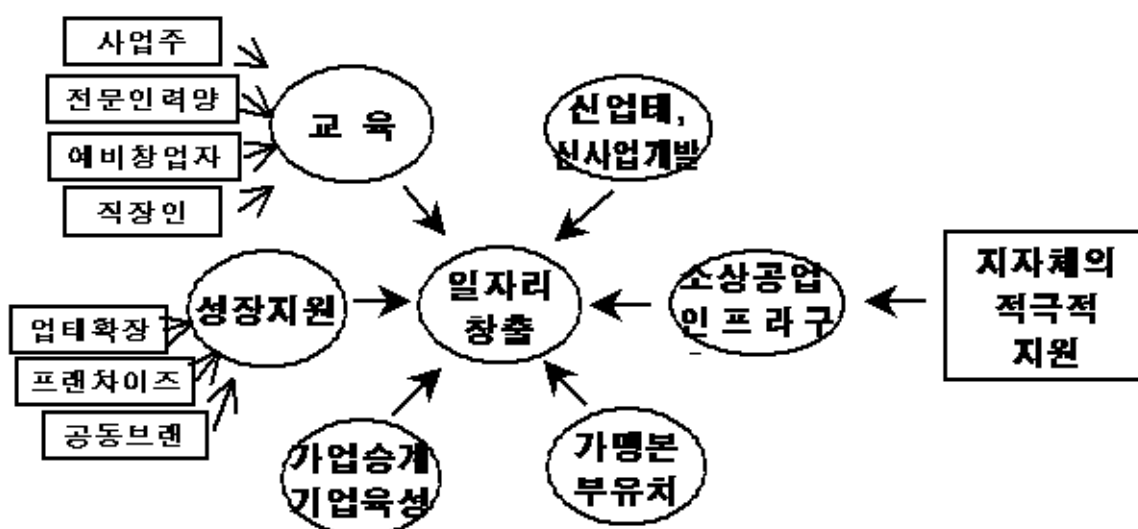 사업주
전문인력양
예비창업자
직장인
교 육
신업태,
신사업개발
성장지원
일자리
창출
소상공업
인 프 라 구
지자체의
적극적
지원
업태확장
프랜차이즈
공동브랜
가업승계
기업육성
가맹본
부유치